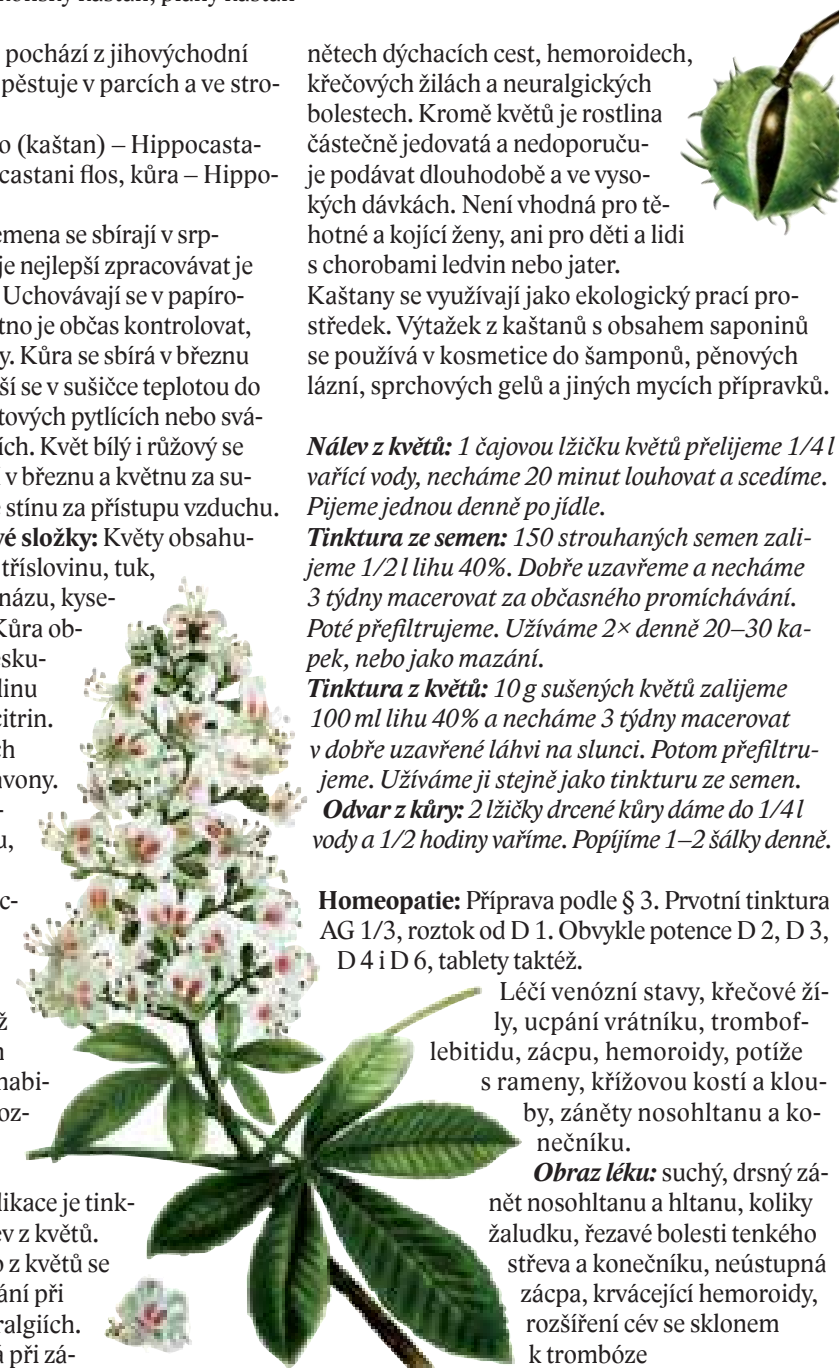 pochází z jihovýchodní
pěstuje v parcích a ve stro-
o (kaštan) – Hippocasta-
castani flos, kůra – Hippo-
emena se sbírají v srp-
je nejlepší zpracovávat je
Uchovávají se v papíro-
tno je občas kontrolovat,
y. Kůra se sbírá v březnu
ší se v sušičce teplotou do
tových pytlících nebo svá-
ích. Květ bílý i růžový se
í v březnu a květnu za su-
stínu za přístupu vzduchu.
vé složky: Květy obsahu-
tříslovinu, tuk,
názu, kyse-
Kůra ob-
esku-
linu
citrin.
ch
avony.
-
u,
c-
ž
n
habi-
oz-
likace je tink-
ev z květů.
o z květů se
ání při
ralgiích.
á při zá-
nětech dýchacích cest, hemoroidech,
křečových žilách a neuralgických
bolestech. Kromě květů je rostlina
částečně jedovatá a nedoporuču-
je podávat dlouhodobě a ve vyso-
kých dávkách. Není vhodná pro tě-
hotné a kojící ženy, ani pro děti a lidi
s chorobami ledvin nebo jater.
Kaštany se využívají jako ekologický prací pro-
středek. Výtažek z kaštanů s obsahem saponinů
se používá v kosmetice do šamponů, pěnových
lázní, sprchových gelů a jiných mycích přípravků.
Nálev z květů: 1 čajovou lžičku květů přelijeme 1/4 l
vařící vody, necháme 20 minut louhovat a scedíme.
Pijeme jednou denně po jídle.
Tinktura ze semen: 150 strouhaných semen zali-
jeme 1/2 l lihu 40%. Dobře uzavřeme a necháme
3 týdny macerovat za občasného promíchávání.
Poté přefiltrujeme. Užíváme 2× denně 20–30 ka-
pek, nebo jako mazání.
Tinktura z květů: 10 g sušených květů zalijeme
100 ml lihu 40% a necháme 3 týdny macerovat
v dobře uzavřené láhvi na slunci. Potom přefiltru-
jeme. Užíváme ji stejně jako tinkturu ze semen.
Odvar z kůry: 2 lžičky drcené kůry dáme do 1/4 l
vody a 1/2 hodiny vaříme. Popíjíme 1–2 šálky denně.
Homeopatie: Příprava podle § 3. Prvotní tinktura
AG 1/3, roztok od D 1. Obvykle potence D 2, D 3,
D 4 i D 6, tablety taktéž.
Léčí venózní stavy, křečové ží-
ly, ucpání vrátníku, trombof-
lebitidu, zácpu, hemoroidy, potíže
s rameny, křížovou kostí a klou-
by, záněty nosohltanu a ko-
nečníku.
Obraz léku: suchý, drsný zá-
nět nosohltanu a hltanu, koliky
žaludku, řezavé bolesti tenkého
střeva a konečníku, neústupná
zácpa, krvácející hemoroidy,
rozšíření cév se sklonem
k trombóze